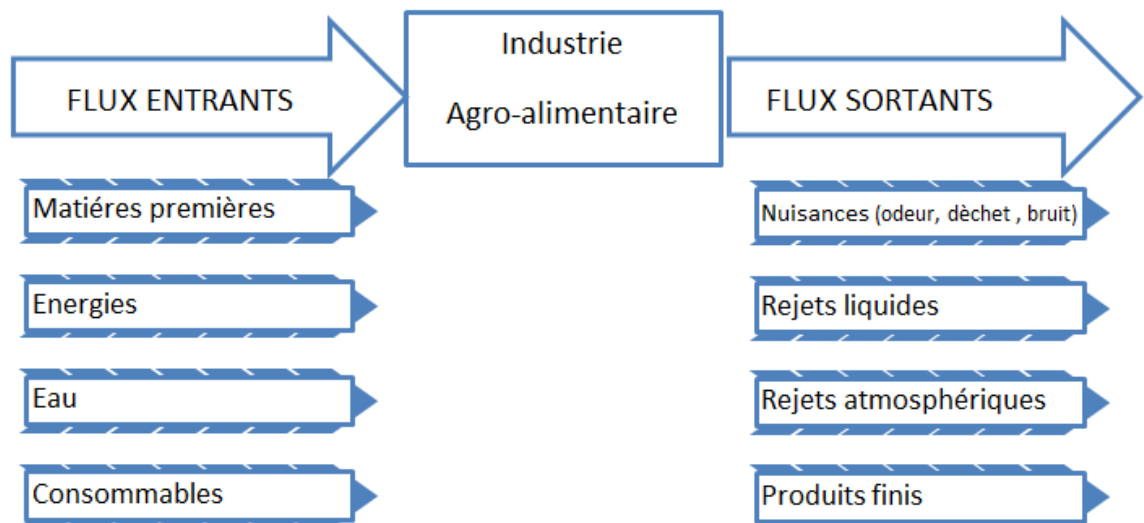 FLUX ENTRANTS
Industrie
Agro-alimentaire
FLUX SORTANTS
Matiéres premières
Energies
Eau
Consommables
Nuisances (odeur, dèchet , bruit)
Rejets liquides
Rejets atmosphériques
Produits finis